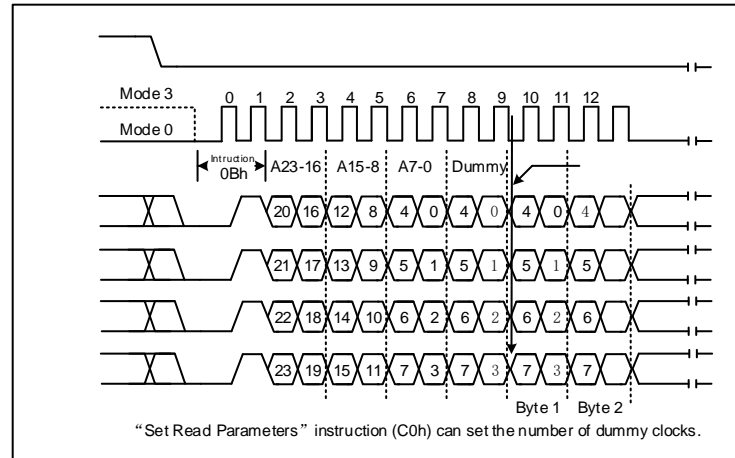 Mode 3
0 1 2 3 4 5 6 7 8 9 10 11 12
Mode 0
Intruction
0Bh
A23-16 A15-8 A7-0 Dummy
20 16 12 8 4 0 4 0 4 0 4
21 17 13 9 5 1 5 1 5 1 5
22 18 14 10 6 2 6 2 6 2 6
23 19 15 11 7 3 7 3 7 3 7
Byte 1 Byte 2
“Set Read Parameters” instruction (C0h) can set the number of dummy clocks.